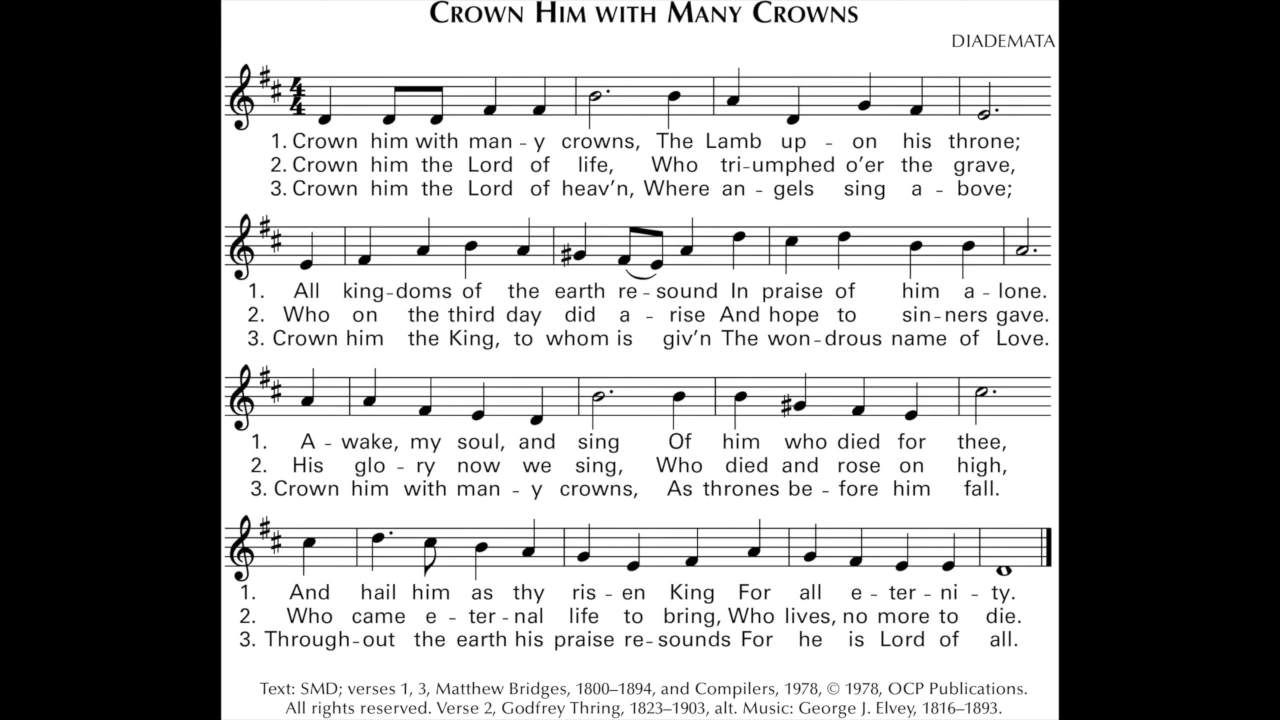 CROWN HIM WITH MANY CROWNS
DIADEMATA
1. Crown him with man - y crowns, The Lamb up - on his throne;
2. Crown him the Lord of life, Who tri-umphed o'er the grave,
3. Crown him the Lord of heav'n, Where an - gels sing a - bove;
1. All king-doms of the earth re-sound In praise of him a-lone.
2. Who on the third day did a - rise And hope to sin-ners gave.
3. Crown him the King, to whom is giv'n The won-drous name of Love.
1. A - wake, my soul, and sing Of him who died for thee,
2. His glo - ry now we sing, Who died and rose on high,
3. Crown him with man - y crowns, As thrones be - fore him fall.
1. And hail him as thy ris - en King For all e - ter - ni - ty.
2. Who came e - ter - nal life to bring, Who lives, no more to die.
3. Through-out the earth his praise re-sounds For he is Lord of all.
Text: SMD; verses 1, 3, Matthew Bridges, 1800–1894, and Compilers, 1978, © 1978, OCP Publications.
All rights reserved. Verse 2, Godfrey Thring, 1823–1903, alt. Music: George J. Elvey, 1816–1893.